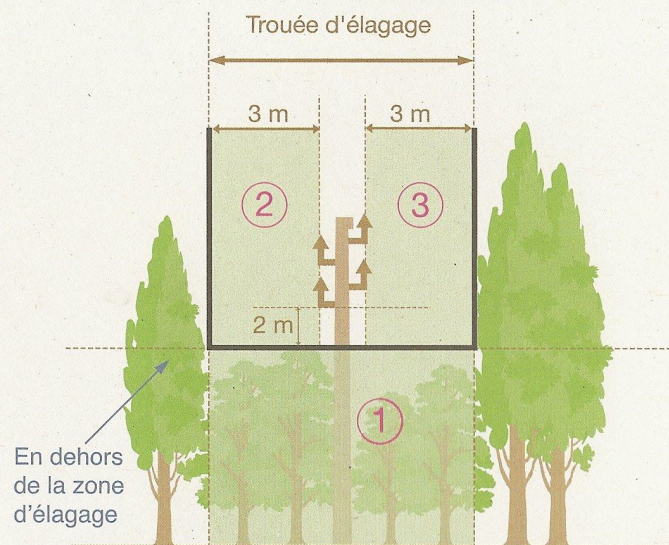 Trouée d'élagage
3 m
3 m
2
3
2 m
1
En dehors
de la zone
d'élagage